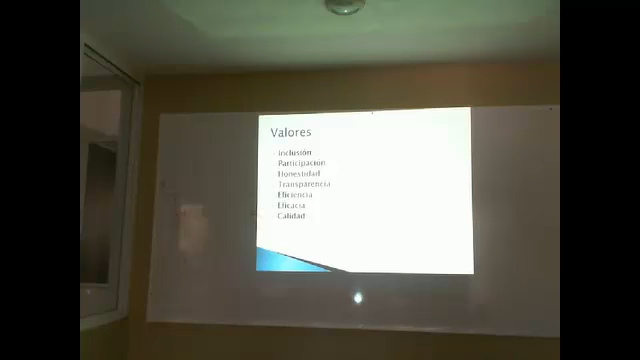 Valores
Inclusión
Participación
Honestidad
Transparencia
Eficiencia
Eficacia
Calidad